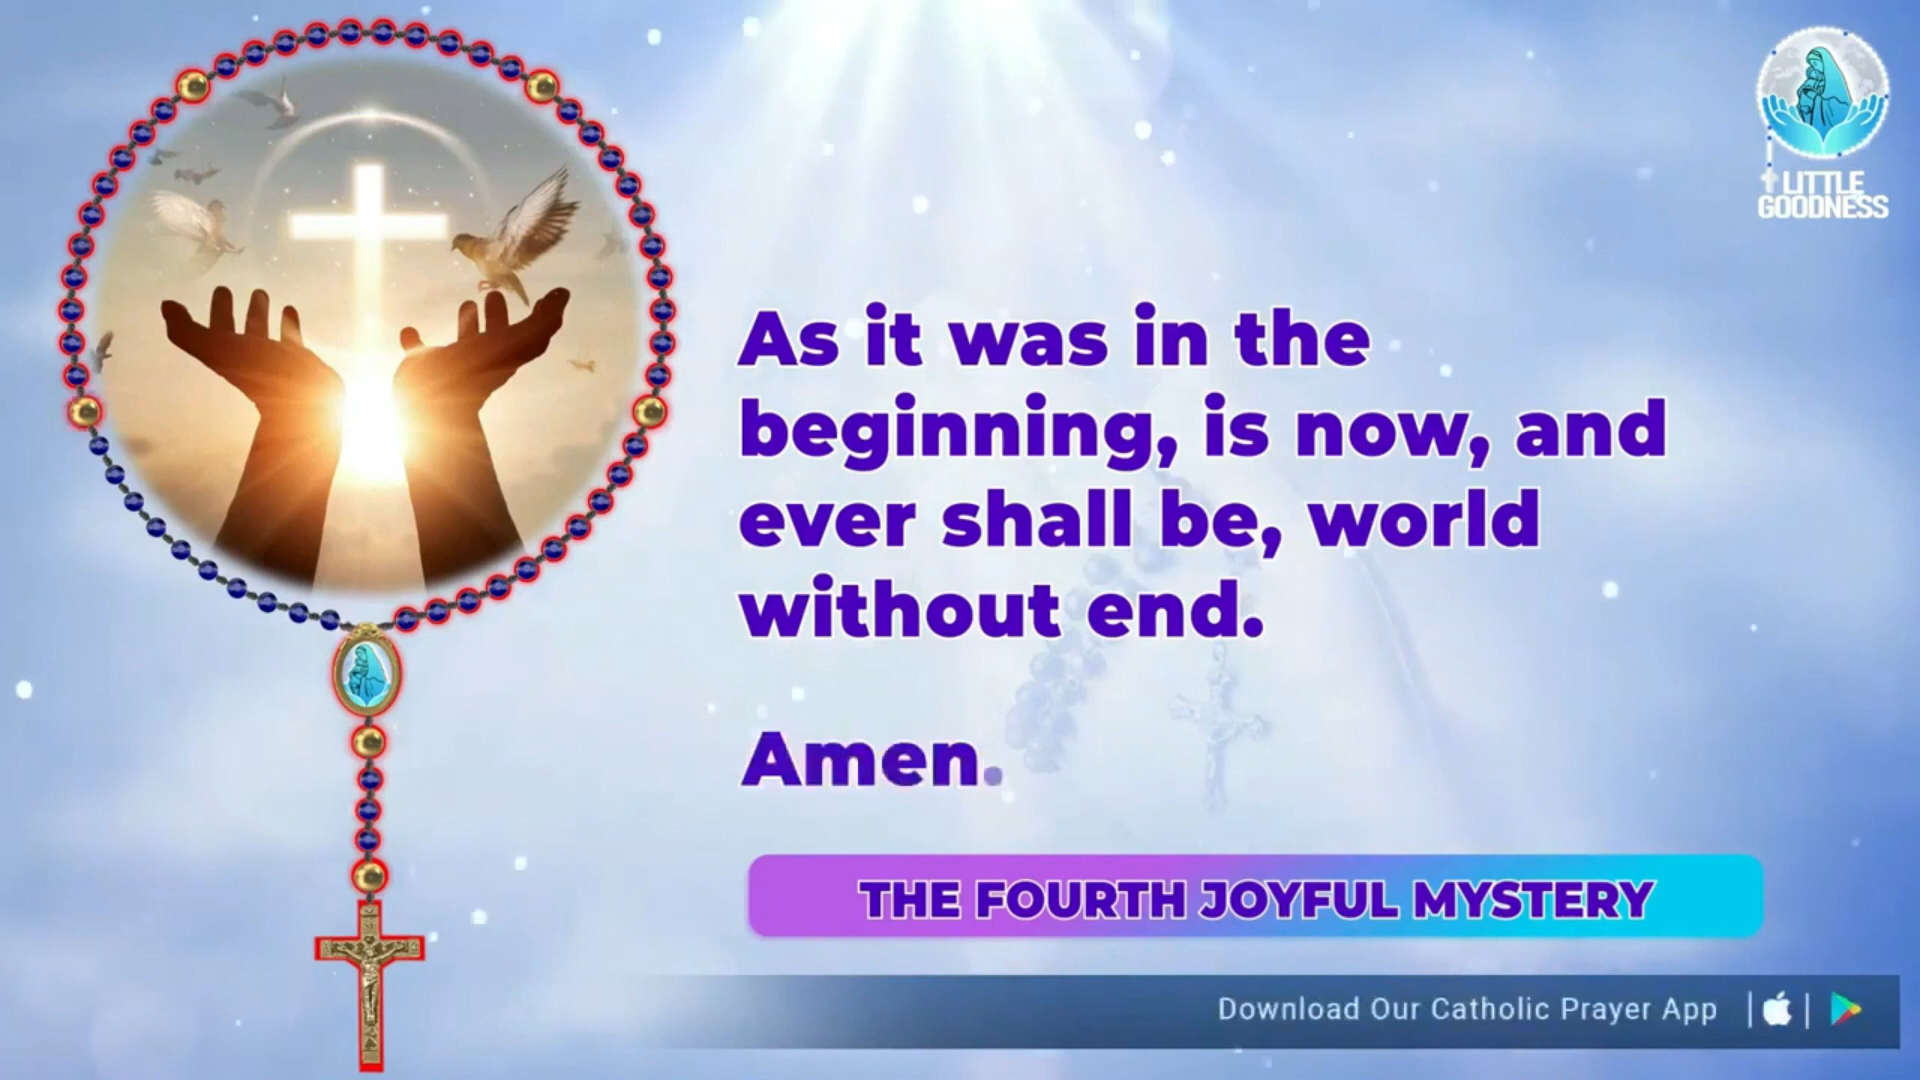 LITTLE
GOODNESS
As it was in the
beginning, is now, and
ever shall be, world
without end.
Amen.
THE FOURTH JOYFUL MYSTERY
Download Our Catholic Prayer App